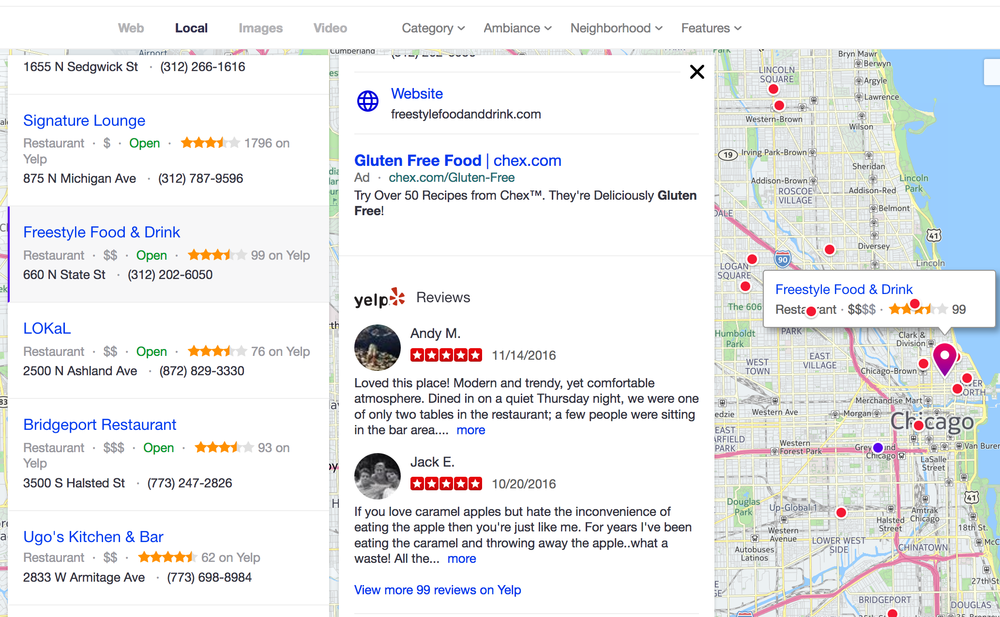 Web
Local
Images
Video
Category
Ambiance
Neighborhood
Features
Airport
1655 N Sedgwick St · (312) 266-1616
Signature Lounge
Restaurant · $ · Open · 1796 on
Yelp
875 N Michigan Ave · (312) 787-9596
Freestyle Food & Drink
Restaurant · $$ · Open · 99 on Yelp
660 N State St · (312) 202-6050
LOKaL
Restaurant · $$ · Open · 76 on Yelp
2500 N Ashland Ave · (872) 829-3330
Bridgeport Restaurant
Restaurant · $$$ · Open · 93 on
Yelp
3500 S Halsted St · (773) 247-2826
Ugo's Kitchen & Bar
Restaurant · $$ · 62 on Yelp
2833 W Armitage Ave · (773) 698-8984
Cumberland
Website
freestylefoodanddrink.com
Gluten Free Food | chex.com
Ad · chex.com/Gluten-Free
Try Over 50 Recipes from Chex™. They're Deliciously Gluten
Free!
yelp Reviews
Andy M.
11/14/2016
Loved this place! Modern and trendy, yet comfortable
atmosphere. Dined in on a quiet Thursday night, we were one
of only two tables in the restaurant; a few people were sitting
in the bar area.... more
Jack E.
10/20/2016
If you love caramel apples but hate the inconvenience of
eating the apple then you're just like me. For years I've been
eating the caramel and throwing away the apple..what a
waste! All the... more
View more 99 reviews on Yelp
Park
Bryn Mawr
Berwyn
LINCOLN
SQUARE
Argyle
Lawrence
Western-Brown
Wilson
19
Irving Park-Brown
Sheridan
Lincoln
Park
Addison-Brown
Addison-Red
ROSCOE
VILLAGE
Belmont
41
Diversey
90
LOGAN
SQUARE
Lincoln
Freestyle Food & Drink
Restaurant · $$$$ · 99
The 606
Humboldt
Park
PARK
Clark &
Division
EAST
VILLAGE
WEST
TOWN
Chicago-Brown
RIVER
NORTH
Merchandise Mart
Western Ave
Morgan
Chicago
EAST
GARFIELD
PARK
Western
Forest Park
Greyhound
Chicago
Van Buren
LaSalle
Street
41
Douglas
Park
Up-Global 1
Amtrak
Chicago
Halsted
Street
18th St.
Western
Avenue
LOWER WEST
SIDE
CHINATOWN
Autobuses
Latinos
27th St
BRIDGEPORT
DOUGLAS